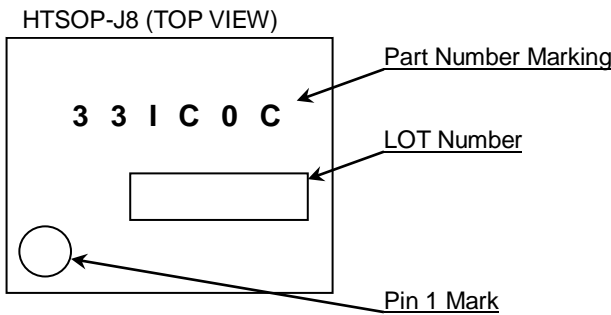 HTSOP-J8 (TOP VIEW)
Part Number Marking
3 3 I C 0 C
LOT Number
Pin 1 Mark